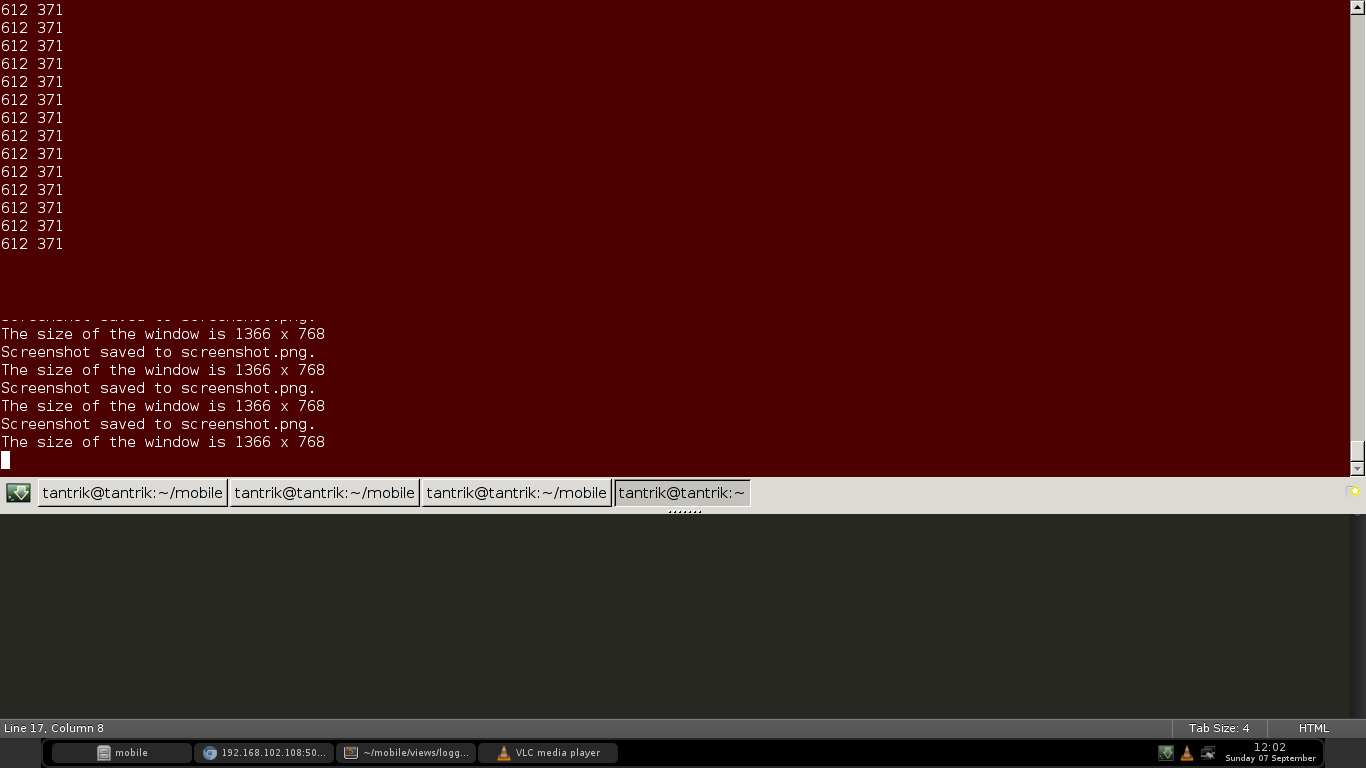 612 371
612 371
612 371
612 371
612 371
612 371
612 371
612 371
612 371
612 371
612 371
612 371
612 371
612 371
Screenshot saved to screenshot.png.
The size of the window is 1366 x 768
Screenshot saved to screenshot.png.
The size of the window is 1366 x 768
Screenshot saved to screenshot.png.
The size of the window is 1366 x 768
Screenshot saved to screenshot.png.
The size of the window is 1366 x 768
tantrik@tantrik:~/mobile tantrik@tantrik:~/mobile tantrik@tantrik:~/mobile tantrik@tantrik:~
Line 17, Column 8 Tab Size: 4 HTML
mobile 192.168.102.108:50... ~/mobile/views/logg... VLC media player 12:02
Sunday 07 September